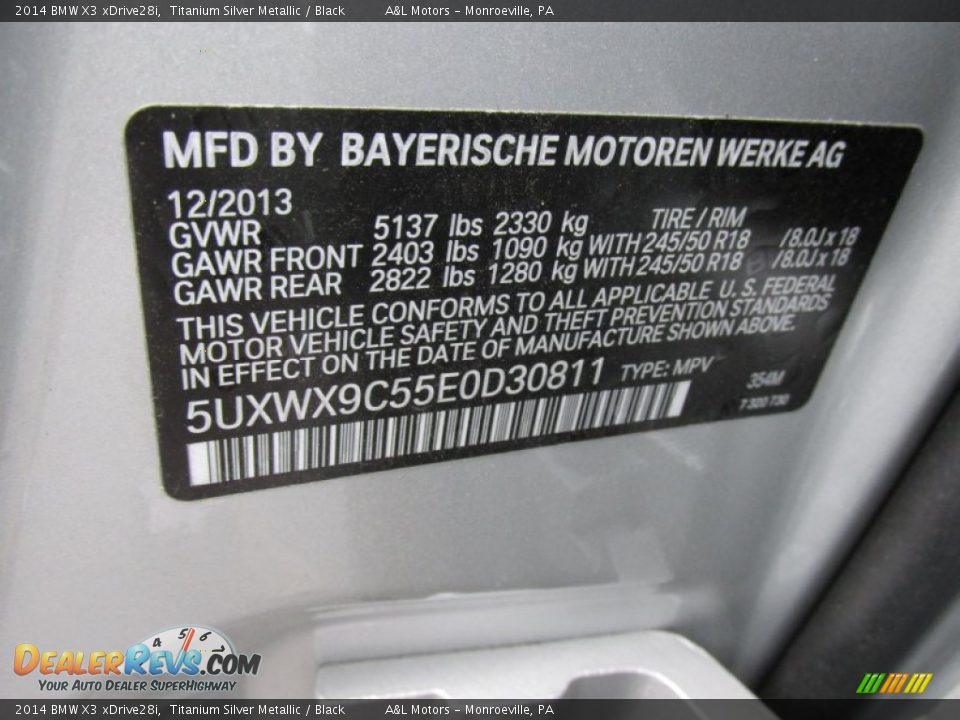 2014 BMW X3 xDrive28i, Titanium Silver Metallic / Black A&L Motors - Monroeville, PA
MFD BY BAYERISCHE MOTOREN WERKE AG
12/2013
GVWR 5137 lbs 2330 kg TIRE / RIM
GAWR FRONT 2403 lbs 1090 kg WITH 245/50 R18 /8.0J x 18
GAWR REAR 2822 lbs 1280 kg WITH 245/50 R18 /8.0J x 18
THIS VEHICLE CONFORMS TO ALL APPLICABLE U. S. FEDERAL
MOTOR VEHICLE SAFETY AND THEFT PREVENTION STANDARDS
IN EFFECT ON THE DATE OF MANUFACTURE SHOWN ABOVE.
5UXWX9C55E0D30811 TYPE: MPV
354M
7 320 730
4 5 6
DEALERREVS.COM
YOUR AUTO DEALER SUPERHIGHWAY
2014 BMW X3 xDrive28i, Titanium Silver Metallic / Black A&L Motors - Monroeville, PA